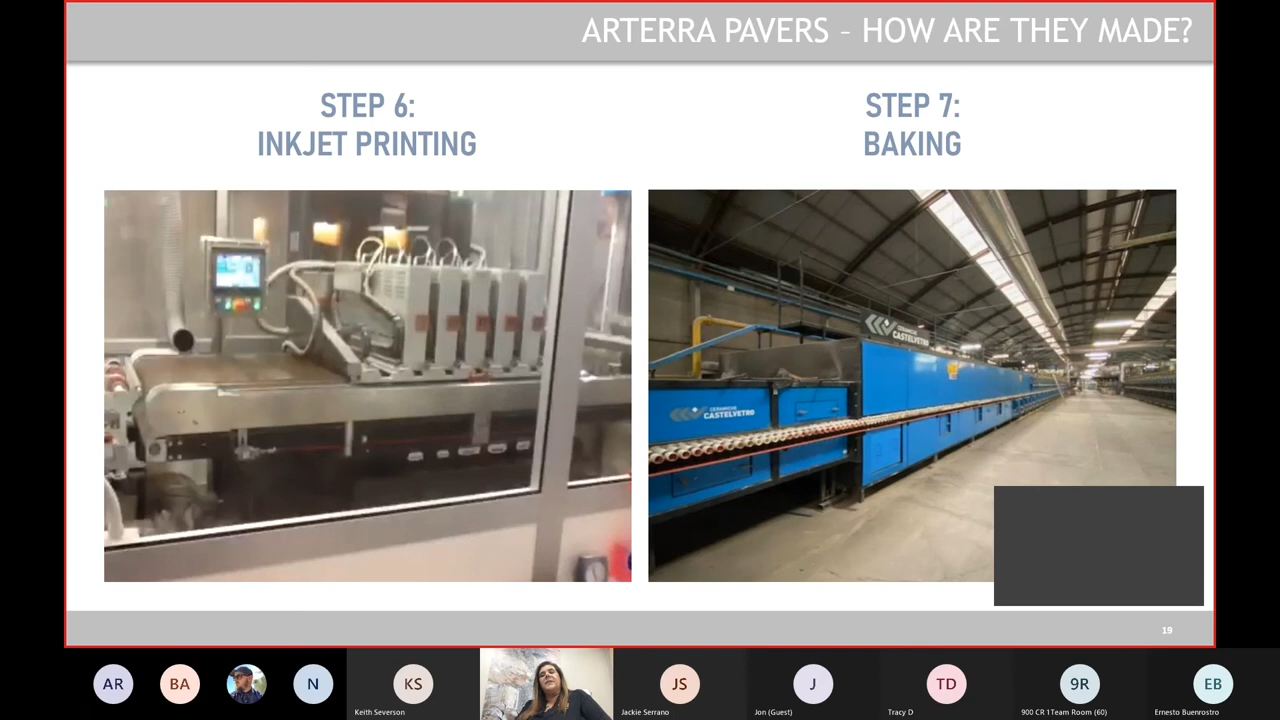 ARTERRA PAVERS – HOW ARE THEY MADE?
STEP 6:
INKJET PRINTING
STEP 7:
BAKING
CERAMICHE
CASTELVETRO
CERAMICHE
CASTELVETRO
19
AR
BA
N
KS
Keith Severson
JS
Jackie Serrano
J
Jon (Guest)
TD
Tracy D
9R
900 CR 1Team Room (60)
EB
Ernesto Buenrostro